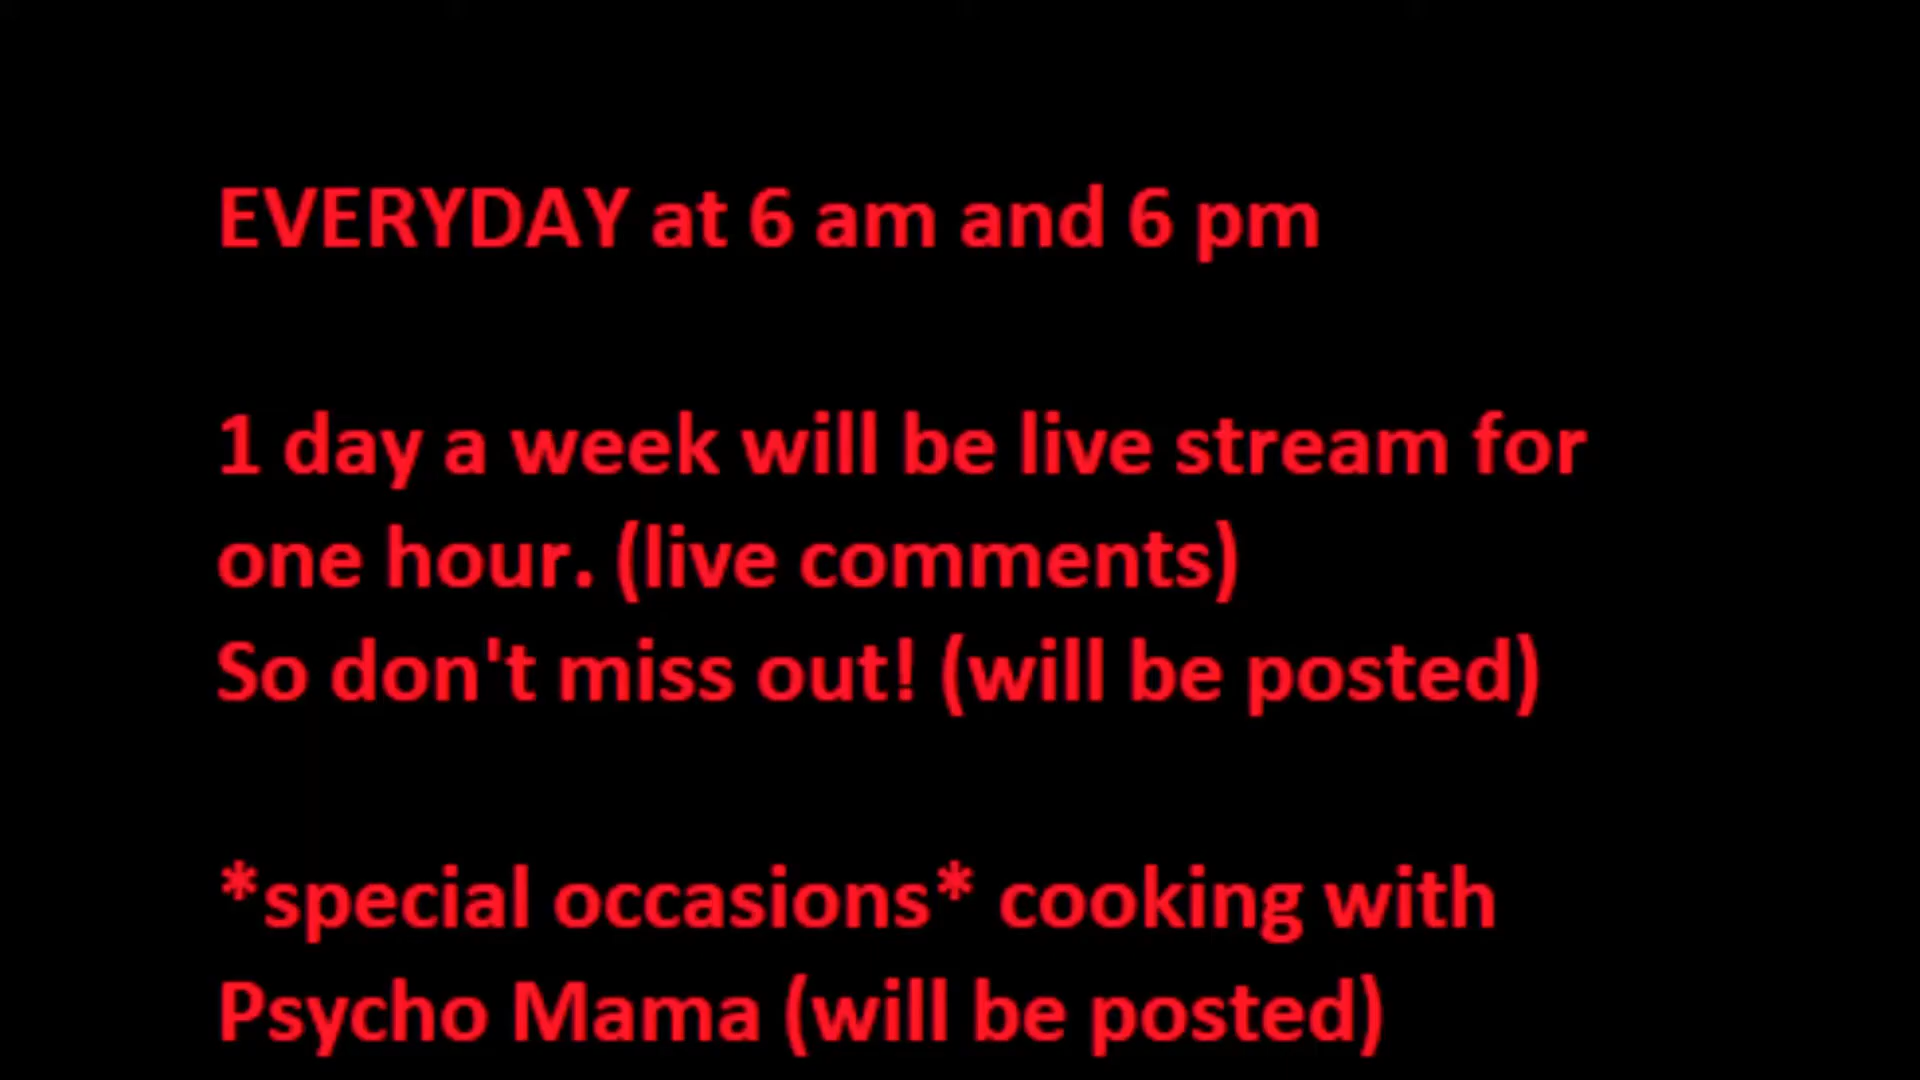 EVERYDAY at 6 am and 6 pm
1 day a week will be live stream for
one hour. (live comments)
So don't miss out! (will be posted)
*special occasions* cooking with
Psycho Mama (will be posted)